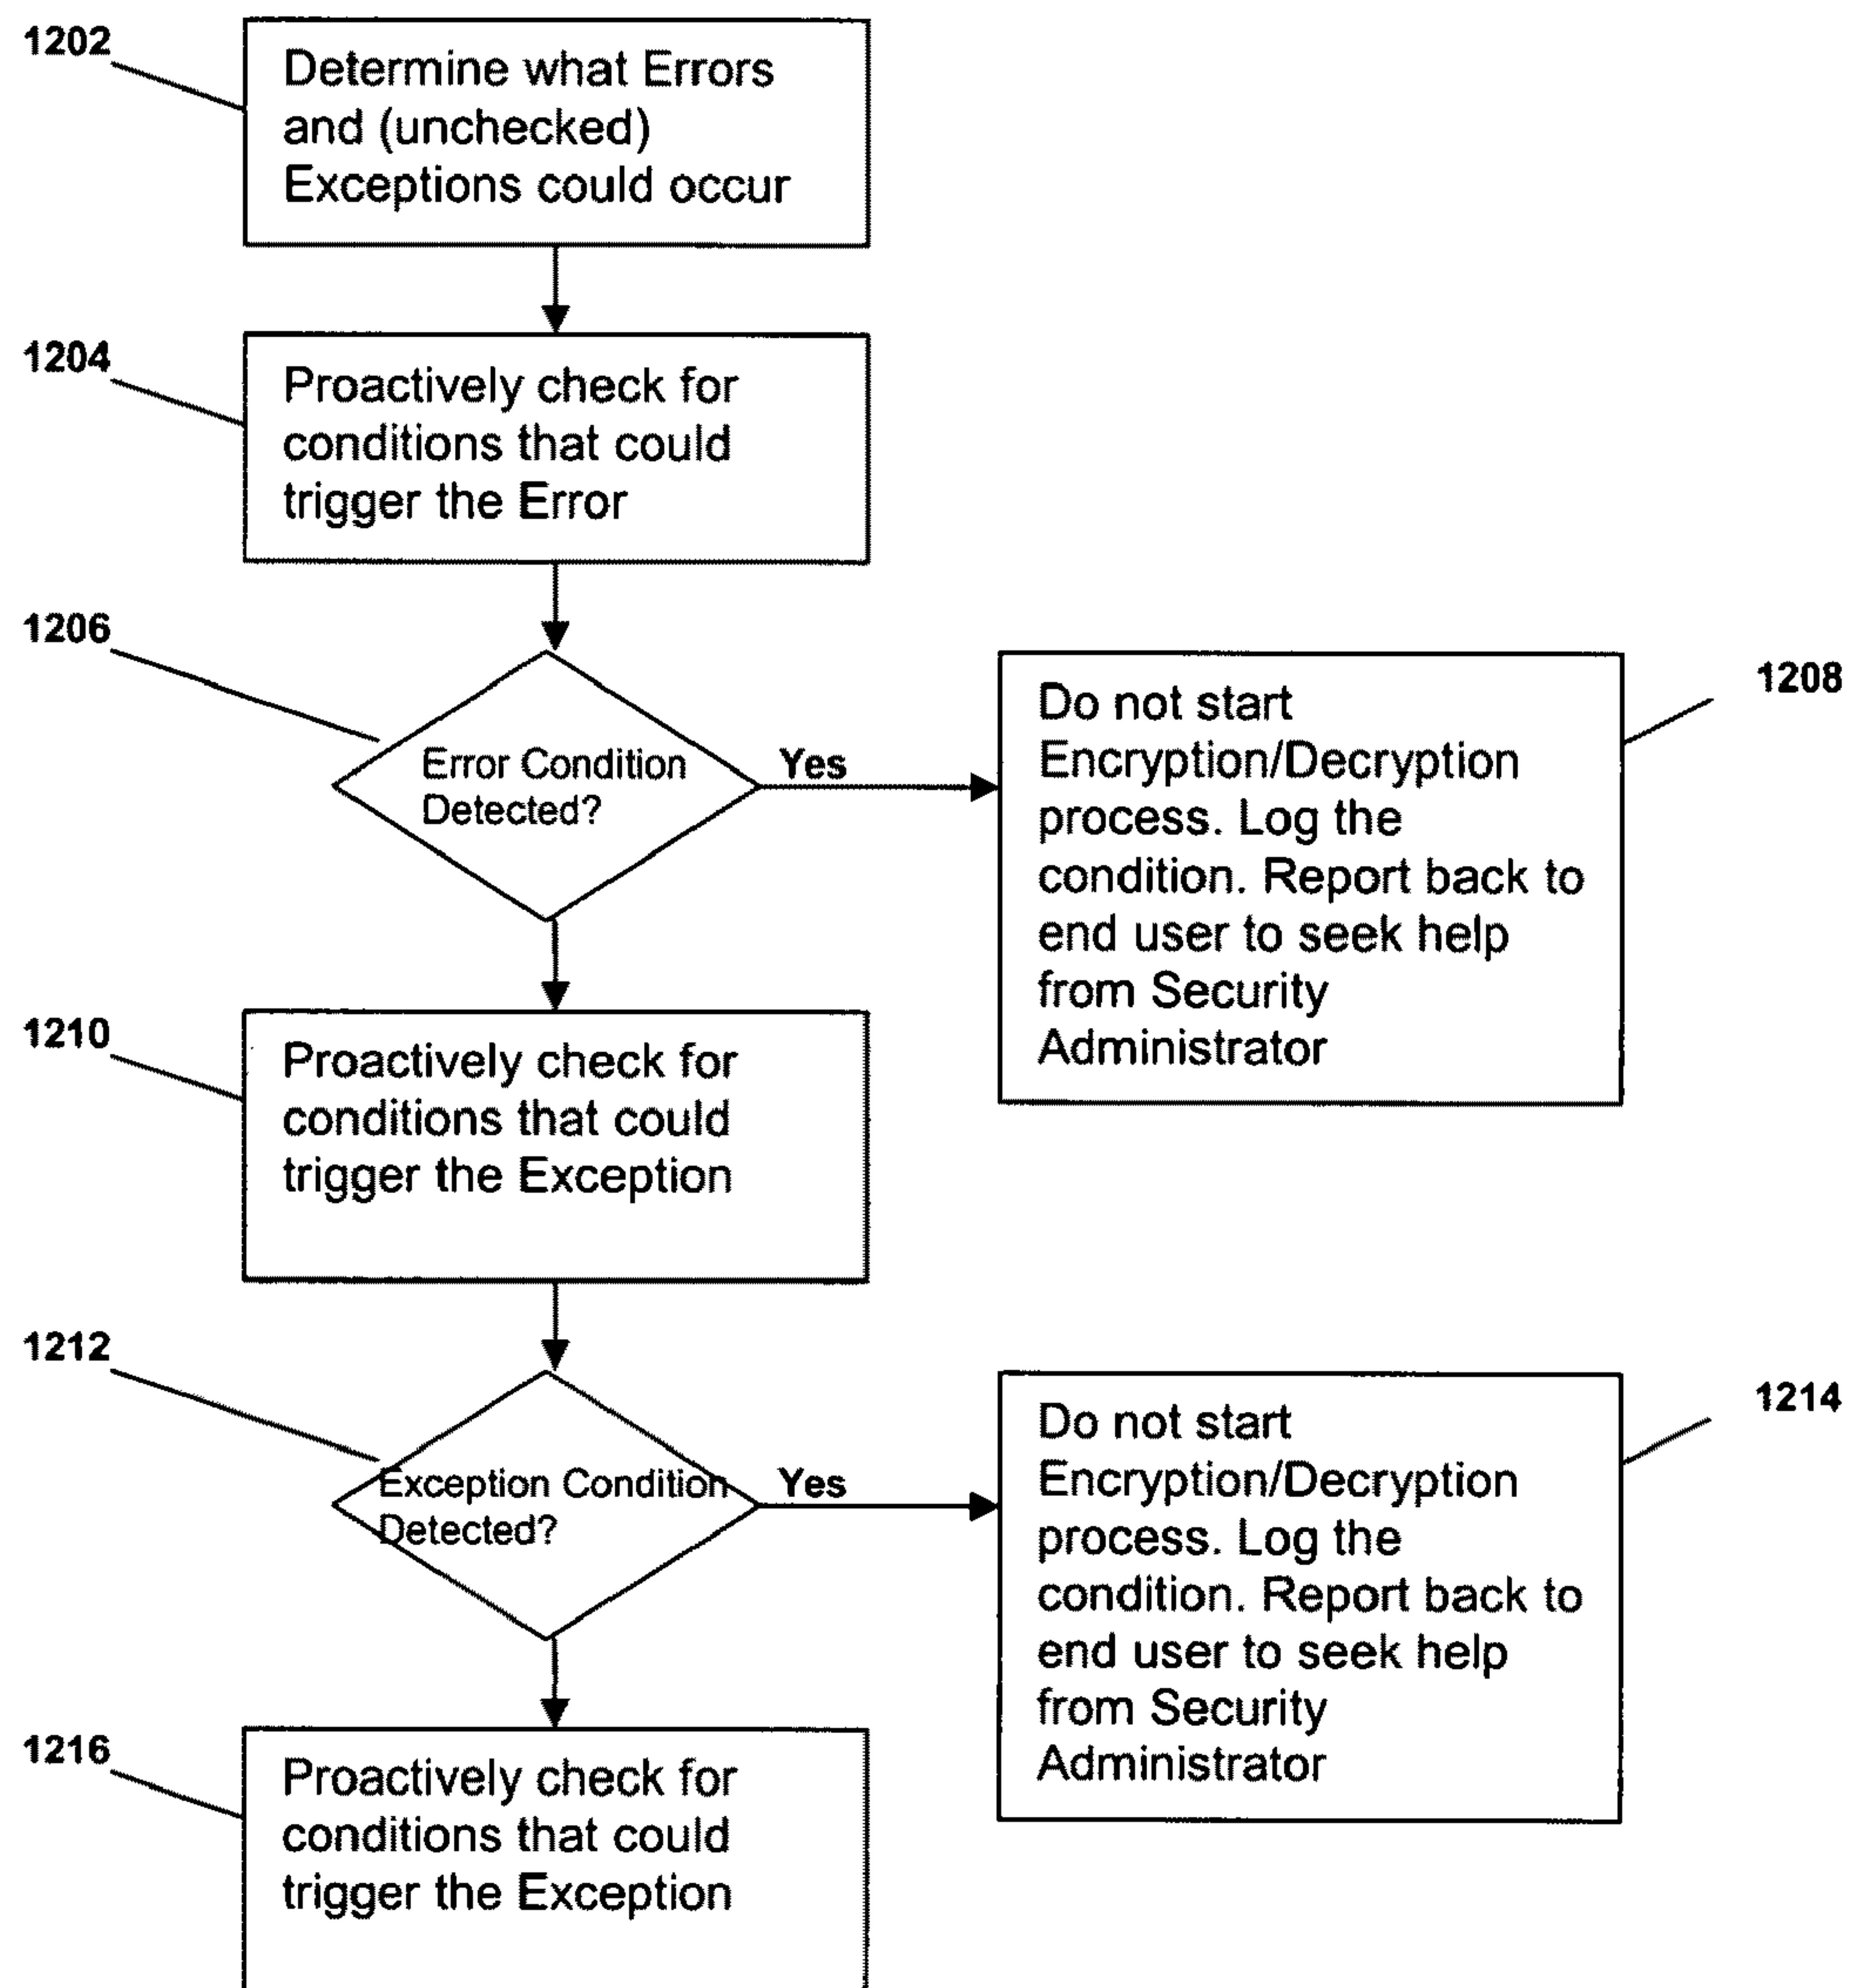 1202
Determine what Errors
and (unchecked)
Exceptions could occur
1204
Proactively check for
conditions that could
trigger the Error
1206
Error Condition
Detected?
Yes
1208
Do not start
Encryption/Decryption
process. Log the
condition. Report back to
end user to seek help
from Security
Administrator
1210
Proactively check for
conditions that could
trigger the Exception
1212
Exception Condition
Detected?
Yes
1214
Do not start
Encryption/Decryption
process. Log the
condition. Report back to
end user to seek help
from Security
Administrator
1216
Proactively check for
conditions that could
trigger the Exception